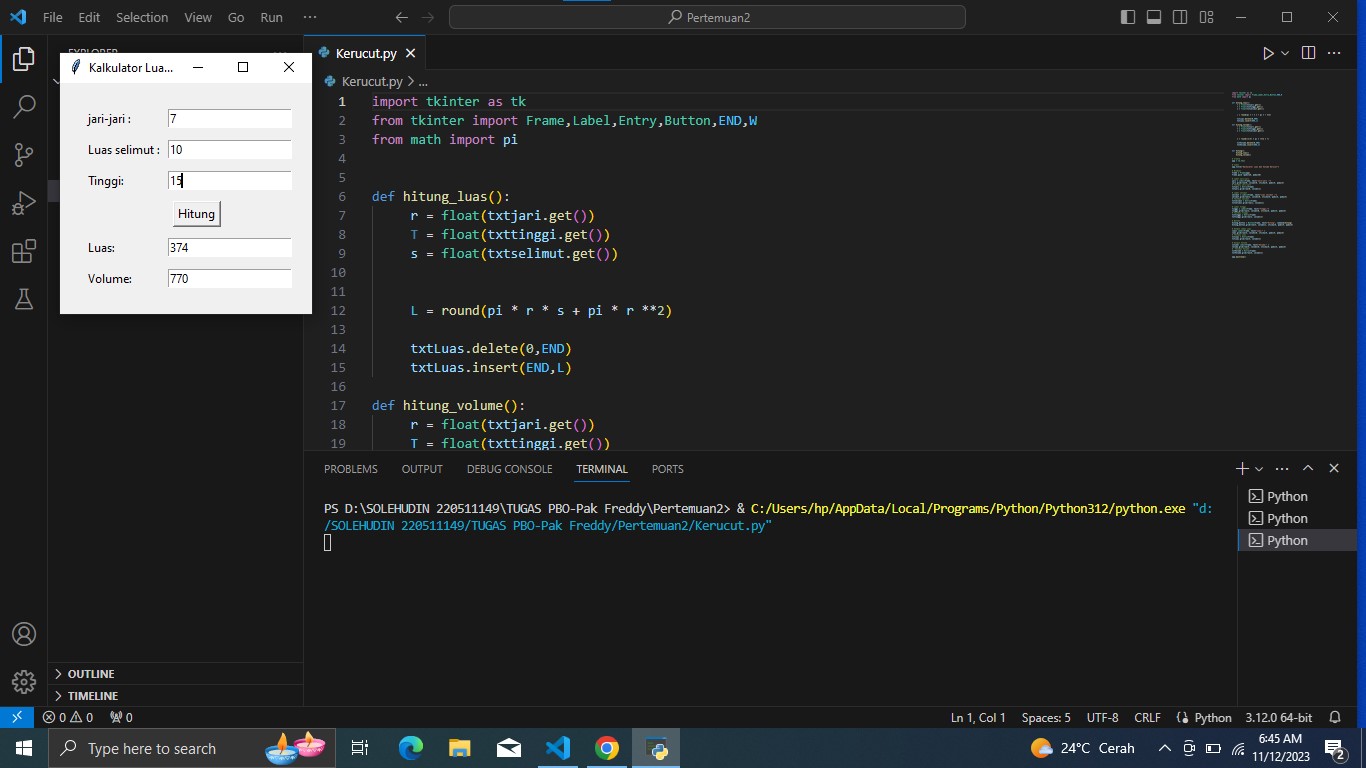 File Edit Selection View Go Run ···
Pertemuan2
EXPLORER
Kalkulator Lua...
jari-jari : 7
Luas selimut : 10
Tinggi: 15
Hitung
Luas: 374
Volume: 770
OUTLINE
TIMELINE
Kerucut.py
Kerucut.py > ...
1 import tkinter as tk
2 from tkinter import Frame,Label,Entry,Button,END,W
3 from math import pi
4
5
6 def hitung_luas():
7 r = float(txtjari.get())
8 T = float(txttinggi.get())
9 s = float(txtselimut.get())
10
11
12 L = round(pi * r * s + pi * r **2)
13
14 txtLuas.delete(0,END)
15 txtLuas.insert(END,L)
16
17 def hitung_volume():
18 r = float(txtjari.get())
19 T = float(txttinggi.get())
PROBLEMS OUTPUT DEBUG CONSOLE TERMINAL PORTS
PS D:\SOLEHUDIN 220511149\TUGAS PBO-Pak Freddy\Pertemuan2> & C:/Users/hp/AppData/Local/Programs/Python/Python312/python.exe "d:
/SOLEHUDIN 220511149/TUGAS PBO-Pak Freddy/Pertemuan2/Kerucut.py"
Python
Python
Python
0 0 0 Ln 1, Col 1 Spaces: 5 UTF-8 CRLF Python 3.12.0 64-bit
Type here to search
24°C Cerah
6:45 AM
11/12/2023
2